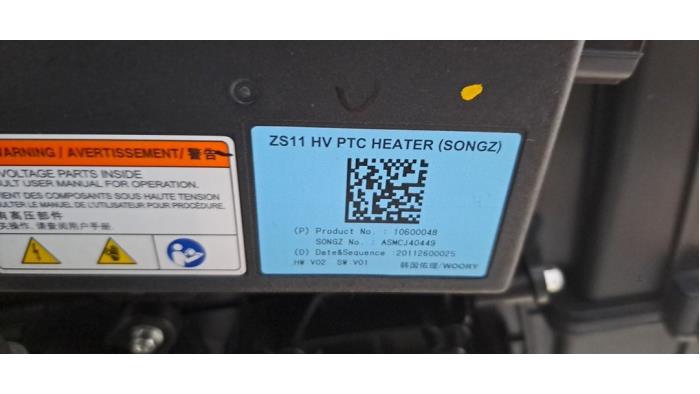 WARNING / AVERTISSEMENT/ 警告
VOLTAGE PARTS INSIDE
ULT USER MANUAL FOR OPERATION.
IENT DES COMPOSANTS SOUS HAUTE TENSION
ULTER LE MANUEL DE L'UTILISATEUR POUR PROCÉDURE.
有高压部件
操作, 请查阅用户手册.
ZS11 HV PTC HEATER (SONGZ)
(P) Product No. : 10600048
SONGZ No. : ASMCJ40449
(D) Date&Sequence :20112600025
HW:V02 SW:V01 韩国佑理/WOORY